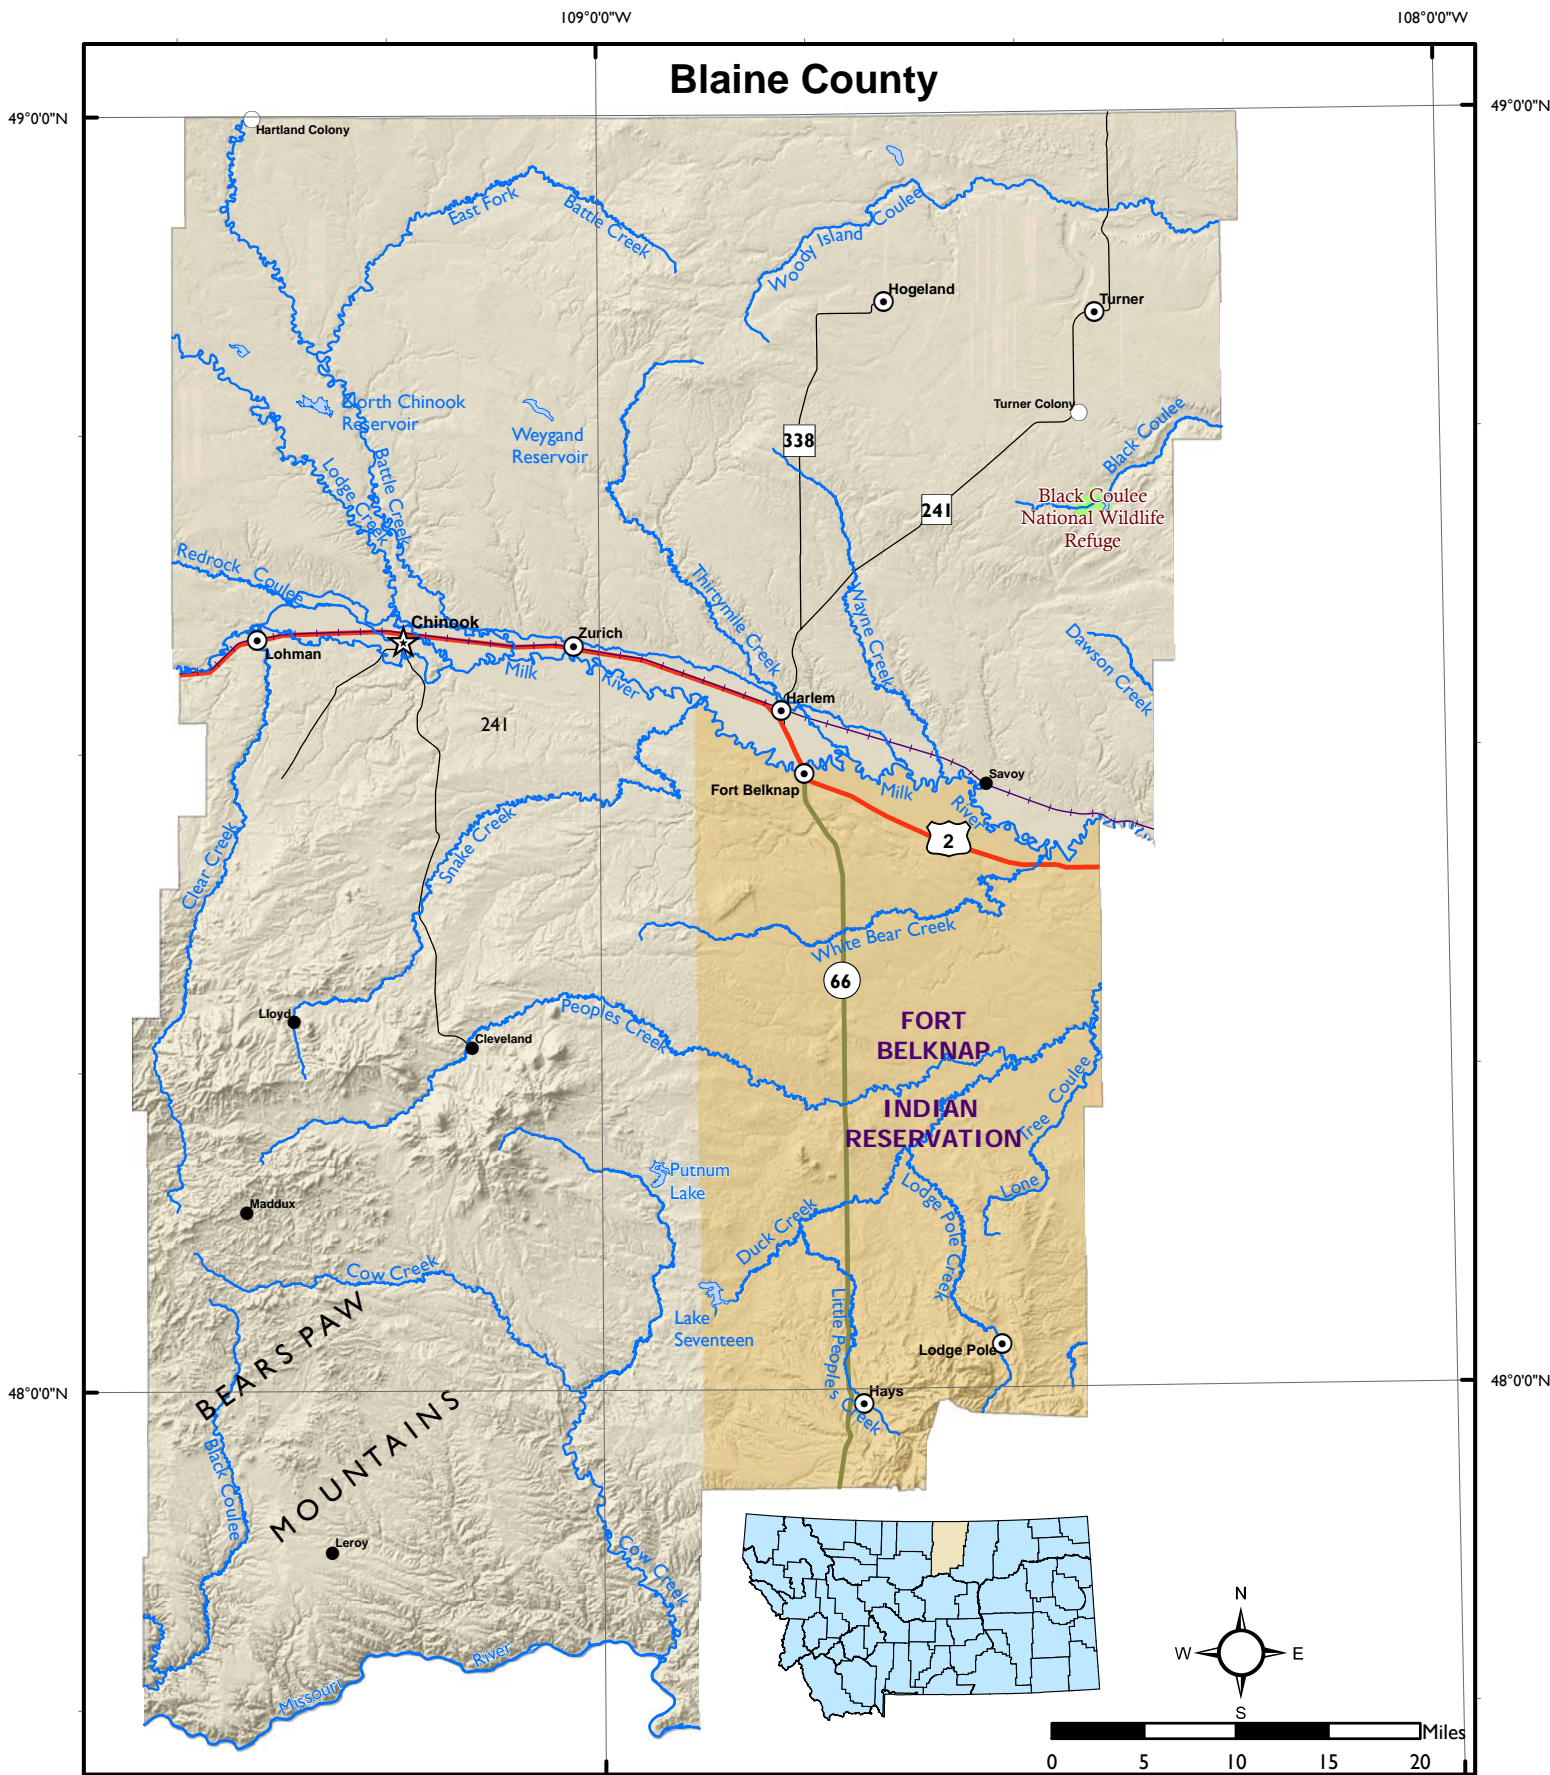 109°0'0"W
108°0'0"W
Blaine County
49°0'0"N
49°0'0"N
Hartland Colony
East Fork
Battle Creek
Woody Island Coulee
Hogeland
Turner
North Chinook
Reservoir
Weygand
Reservoir
Turner Colony
338
Black Coulee
Battle Creek
Lodge Creek
241
Black Coulee
National Wildlife
Refuge
Redrock Coulee
Thirtymile Creek
Wayne Creek
Chinook
Zurich
Lohman
Dawson Creek
Milk
River
Harlem
241
Savoy
Fort Belknap
Milk
River
2
Snake Creek
Clear Creek
White Bear Creek
66
Lloyd
Peoples Creek
Cleveland
FORT
BELKNAP
INDIAN
RESERVATION
Lone Tree Coulee
Putnum
Lake
Lodge Pole Creek
Maddux
Duck Creek
Cow Creek
Lake
Seventeen
Little Peoples Creek
Lodge Pole
BEARS PAW
MOUNTAINS
48°0'0"N
48°0'0"N
Hays
Black Coulee
Leroy
Cow Creek
Missouri
River
N
W
E
S
Miles
0 5 10 15 20